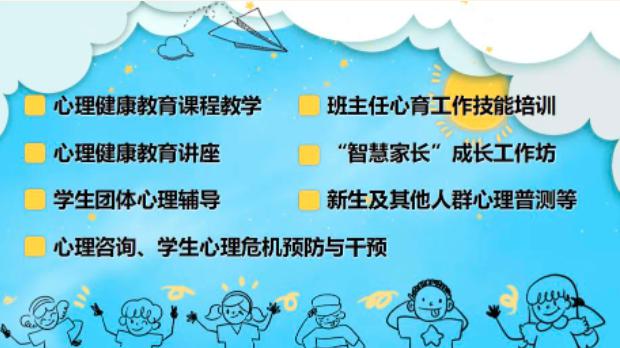 心理健康教育课程教学
班主任心育工作技能培训
心理健康教育讲座
“智慧家长”成长工作坊
学生团体心理辅导
新生及其他人群心理普测等
心理咨询、学生心理危机预防与干预